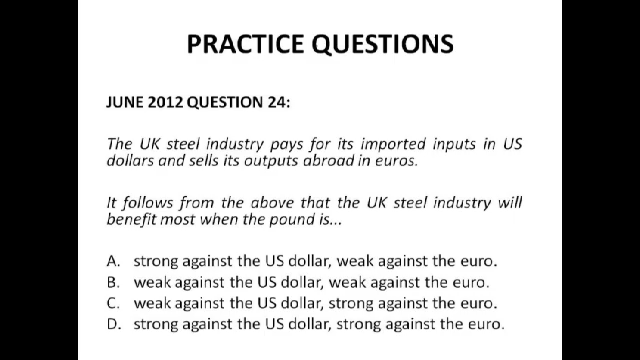 PRACTICE QUESTIONS
JUNE 2012 QUESTION 24:
The UK steel industry pays for its imported inputs in US
dollars and sells its outputs abroad in euros.
It follows from the above that the UK steel industry will
benefit most when the pound is...
A. strong against the US dollar, weak against the euro.
B. weak against the US dollar, weak against the euro.
C. weak against the US dollar, strong against the euro.
D. strong against the US dollar, strong against the euro.